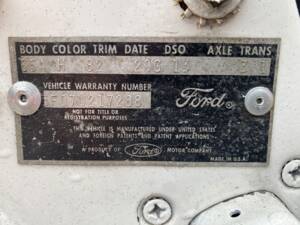 BODY COLOR TRIM DATE DSO AXLE TRANS
VEHICLE WARRANTY NUMBER
Ford
NOT FOR TITLE OR
REGISTRATION PURPOSES
THIS VEHICLE IS MANUFACTURED UNDER UNITED STATES
AND FOREIGN PATENTS AND PATENT APPLICATIONS
A PRODUCT OF Ford MOTOR COMPANY
MADE IN U.S.A.